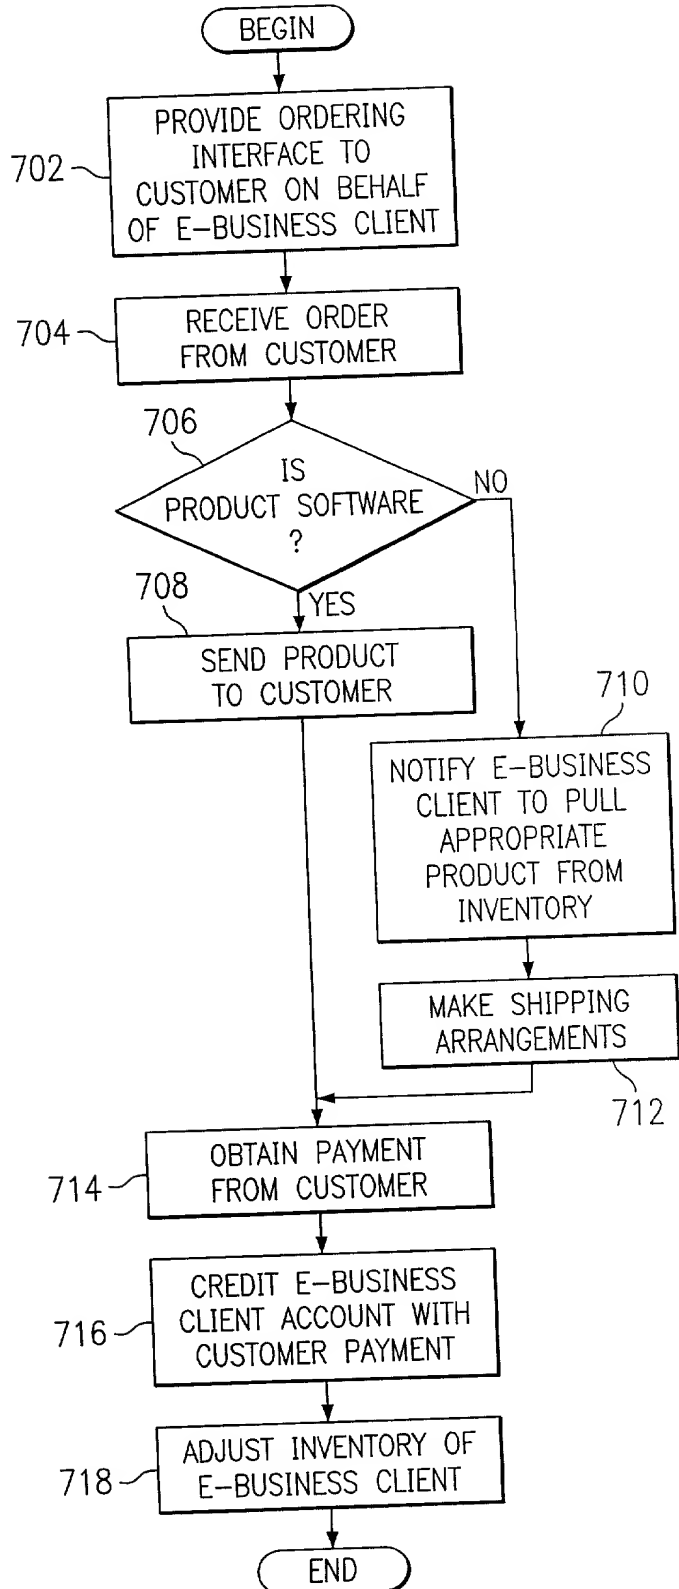 BEGIN
702
PROVIDE ORDERING
INTERFACE TO
CUSTOMER ON BEHALF
OF E-BUSINESS CLIENT
704
RECEIVE ORDER
FROM CUSTOMER
706
IS
PRODUCT SOFTWARE
?
NO
YES
708
SEND PRODUCT
TO CUSTOMER
710
NOTIFY E-BUSINESS
CLIENT TO PULL
APPROPRIATE
PRODUCT FROM
INVENTORY
MAKE SHIPPING
ARRANGEMENTS
712
714
OBTAIN PAYMENT
FROM CUSTOMER
716
CREDIT E-BUSINESS
CLIENT ACCOUNT WITH
CUSTOMER PAYMENT
718
ADJUST INVENTORY OF
E-BUSINESS CLIENT
END